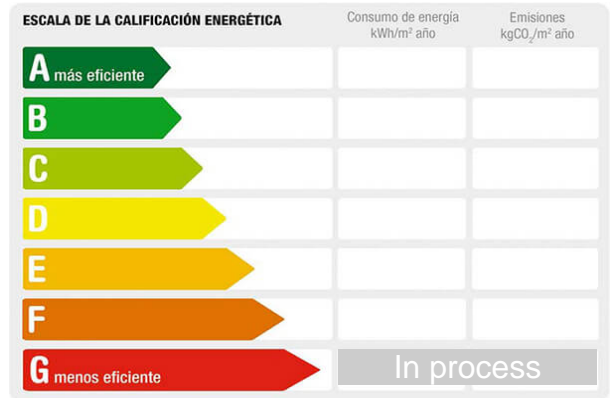 ESCALA DE LA CALIFICACIÓN ENERGÉTICA
Consumo de energía
kWh/m² año
Emisiones
kgCO₂/m² año
A más eficiente
B
C
D
E
F
G menos eficiente
In process